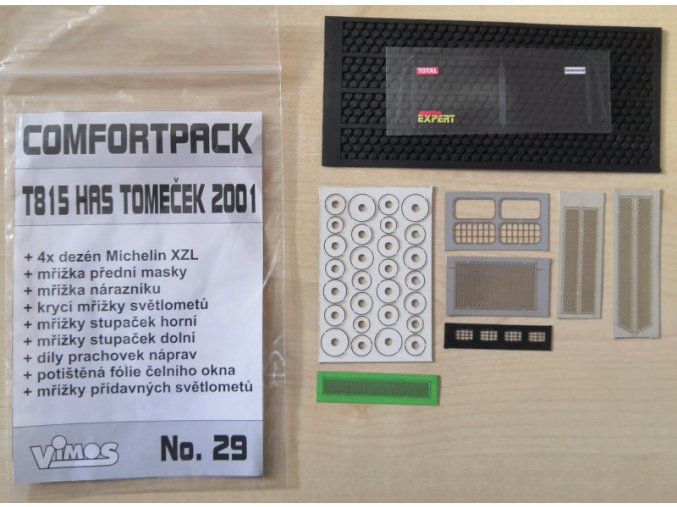 COMFORTPACK
T815 HAS TOMEČEK 2001
+ 4x dezén Michelin XZL
+ mřížka přední masky
+ mřížka nárazníku
+ krycí mřížky světlometů
+ mřížky stupaček horní
+ mřížky stupaček dolní
+ díly prachovek náprav
+ potištěná fólie čelního okna
+ mřížky přídavných světlometů
ViMOS
No. 29
TOTAL
auto
EXPERT